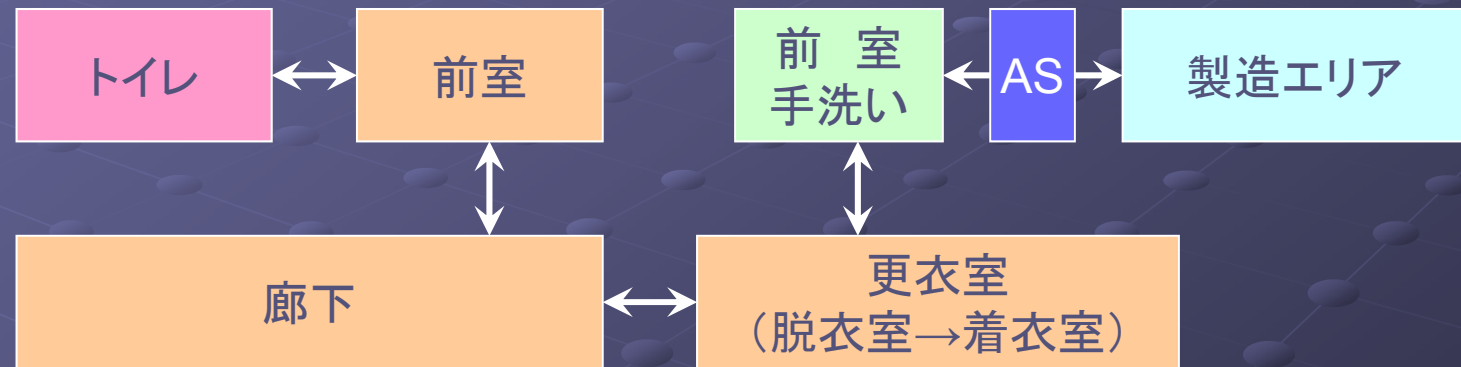 トイレ
前室
前　室
手洗い
AS
製造エリア
廊下
更衣室
（脱衣室→着衣室）